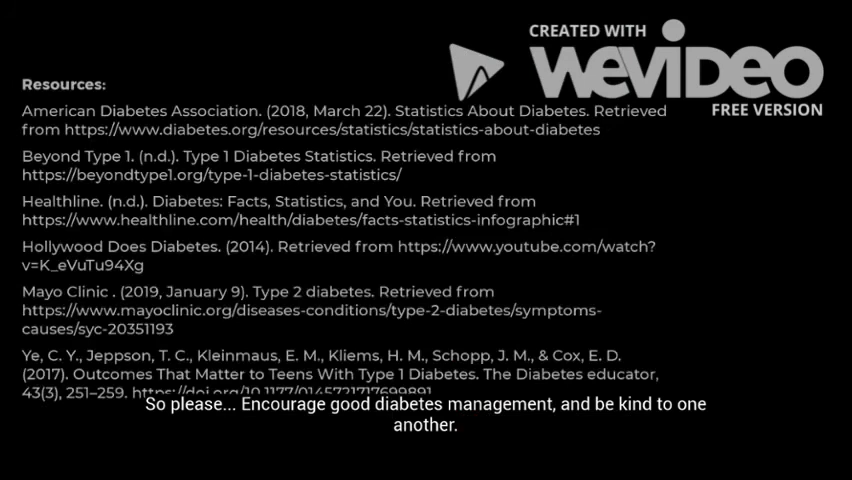 CREATED WITH
WEVIDEO
FREE VERSION
Resources:
American Diabetes Association. (2018, March 22). Statistics About Diabetes. Retrieved
from https://www.diabetes.org/resources/statistics/statistics-about-diabetes
Beyond Type 1. (n.d.). Type 1 Diabetes Statistics. Retrieved from
https://beyondtype1.org/type-1-diabetes-statistics/
Healthline. (n.d.). Diabetes: Facts, Statistics, and You. Retrieved from
https://www.healthline.com/health/diabetes/facts-statistics-infographic#1
Hollywood Does Diabetes. (2014). Retrieved from https://www.youtube.com/watch?
v=K_eVuTu94Xg
Mayo Clinic . (2019, January 9). Type 2 diabetes. Retrieved from
https://www.mayoclinic.org/diseases-conditions/type-2-diabetes/symptoms-
causes/syc-20351193
Ye, C. Y., Jeppson, T. C., Kleinmaus, E. M., Kliems, H. M., Schopp, J. M., & Cox, E. D.
(2017). Outcomes That Matter to Teens With Type 1 Diabetes. The Diabetes educator,
43(3), 251–259. https://doi.org/10.1177/0145721717699891
So please... Encourage good diabetes management, and be kind to one
another.